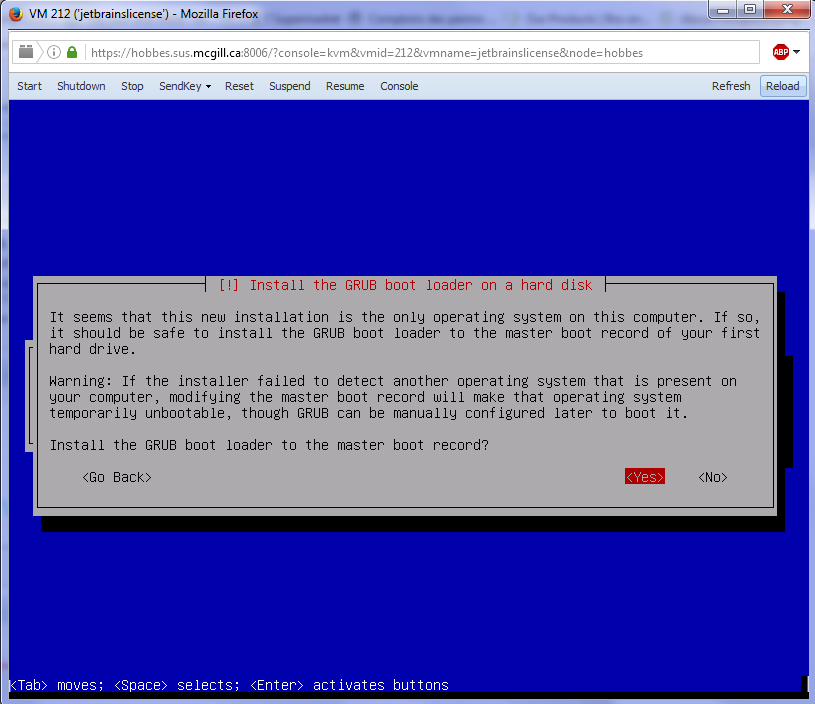 VM 212 ('jetbrainslicense') - Mozilla Firefox
https://hobbes.sus.mcgill.ca:8006/?console=kvm&vmid=212&vmname=jetbrainslicense&node=hobbes
ABP
Start Shutdown Stop SendKey Reset Suspend Resume Console Refresh Reload
[!] Install the GRUB boot loader on a hard disk
It seems that this new installation is the only operating system on this computer. If so,
it should be safe to install the GRUB boot loader to the master boot record of your first
hard drive.
Warning: If the installer failed to detect another operating system that is present on
your computer, modifying the master boot record will make that operating system
temporarily unbootable, though GRUB can be manually configured later to boot it.
Install the GRUB boot loader to the master boot record?
<Go Back> <Yes> <No>
<Tab> moves; <Space> selects; <Enter> activates buttons